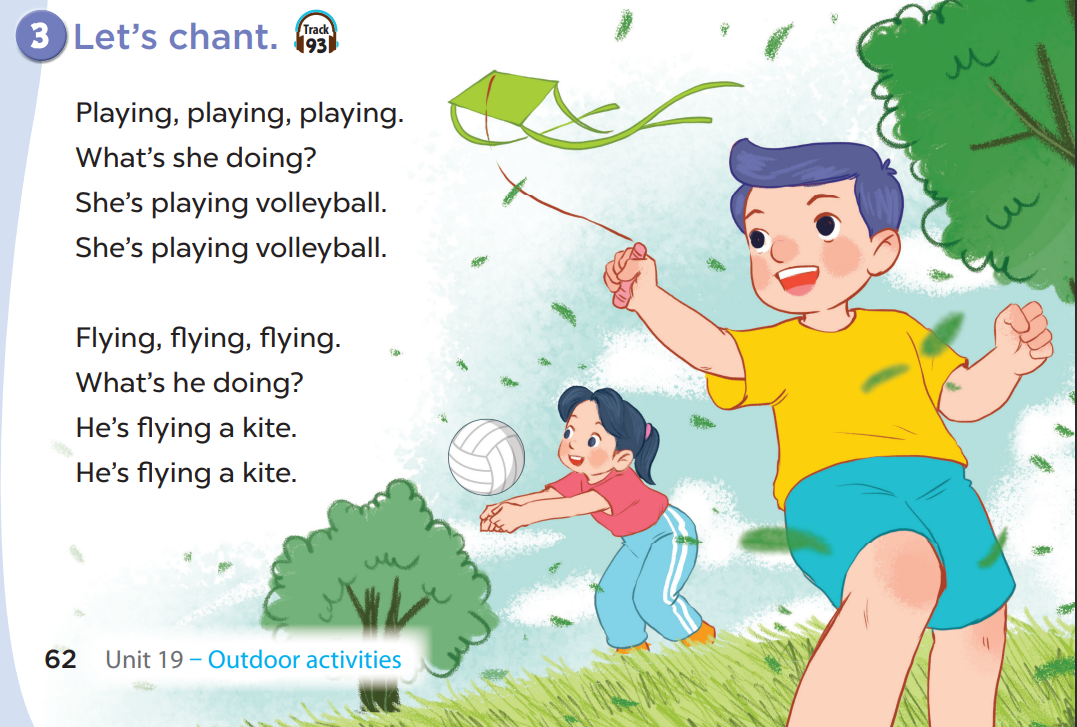 3 Let's chant. Track 93
Playing, playing, playing.
What's she doing?
She's playing volleyball.
She's playing volleyball.
Flying, flying, flying.
What's he doing?
He's flying a kite.
He's flying a kite.
62 Unit 19 – Outdoor activities